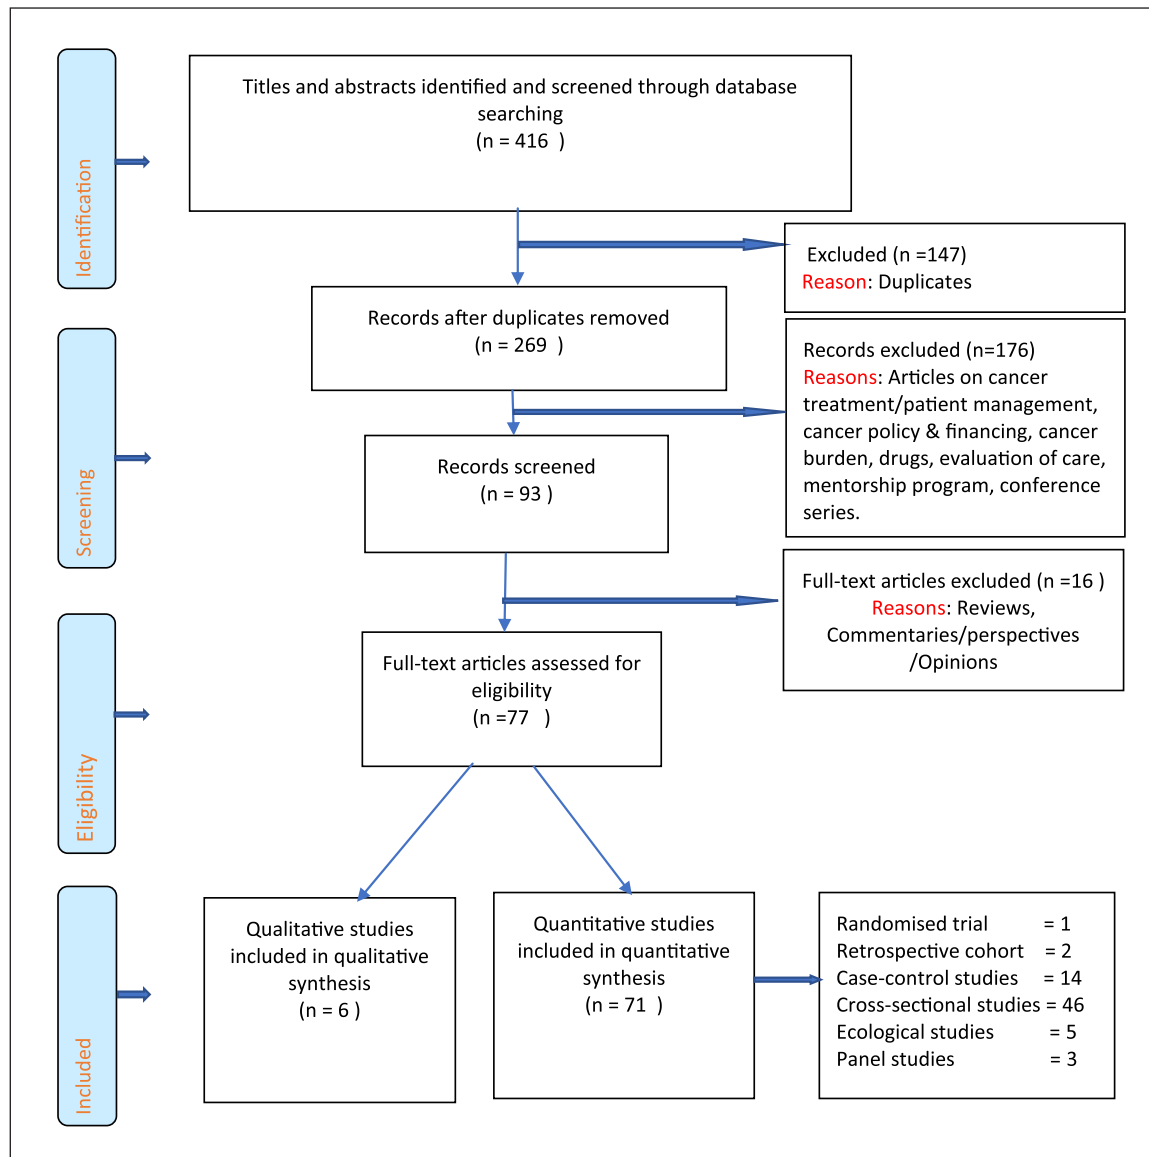 Identification
Titles and abstracts identified and screened through database
searching
(n = 416 )
Excluded (n =147)
Reason: Duplicates
Records after duplicates removed
(n = 269 )
Screening
Records excluded (n=176)
Reasons: Articles on cancer
treatment/patient management,
cancer policy & financing, cancer
burden, drugs, evaluation of care,
mentorship program, conference
series.
Records screened
(n = 93 )
Full-text articles excluded (n =16 )
Reasons: Reviews,
Commentaries/perspectives
/Opinions
Eligibility
Full-text articles assessed for
eligibility
(n =77 )
Included
Qualitative studies
included in qualitative
synthesis
(n = 6 )
Quantitative studies
included in quantitative
synthesis
(n = 71 )
Randomised trial = 1
Retrospective cohort = 2
Case-control studies = 14
Cross-sectional studies = 46
Ecological studies = 5
Panel studies = 3